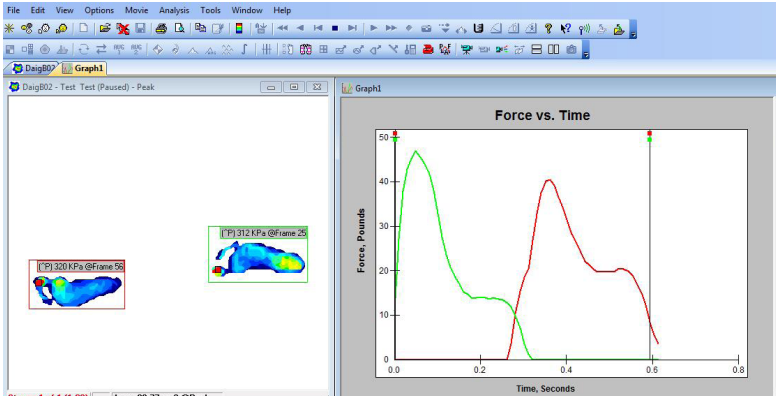 File Edit View Options Movie Analysis Tools Window Help
DaigB02 Graph1
DaigB02 - Test Test (Paused) - Peak
(^P) 312 KPa @Frame 25
(^P) 320 KPa @Frame 56
Graph1
Force vs. Time
Force, Pounds
50
40
30
20
10
0
0.0 0.2 0.4 0.6 0.8
Time, Seconds